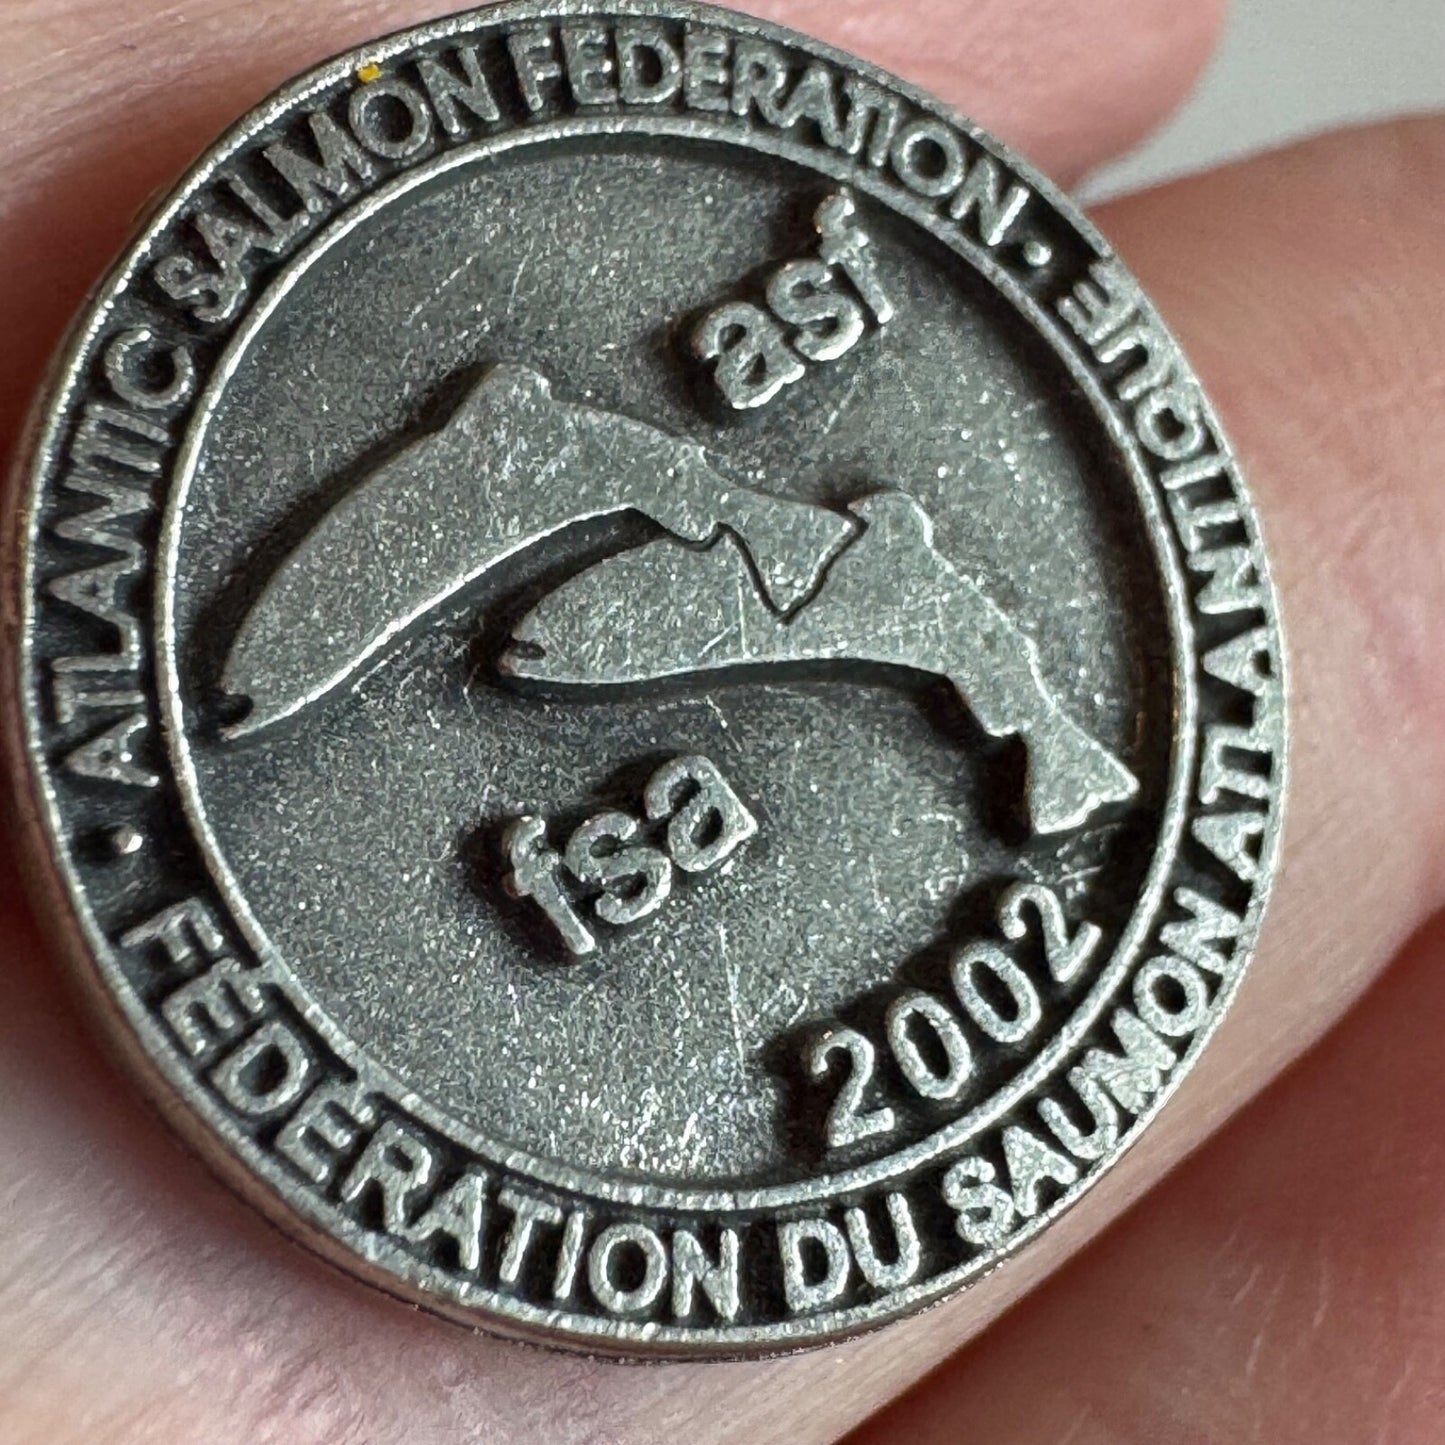 ATLANTIC SALMON FEDERATION •
FÉDÉRATION DU SAUMON ATLANTIQUE •
asf
fsa
2002